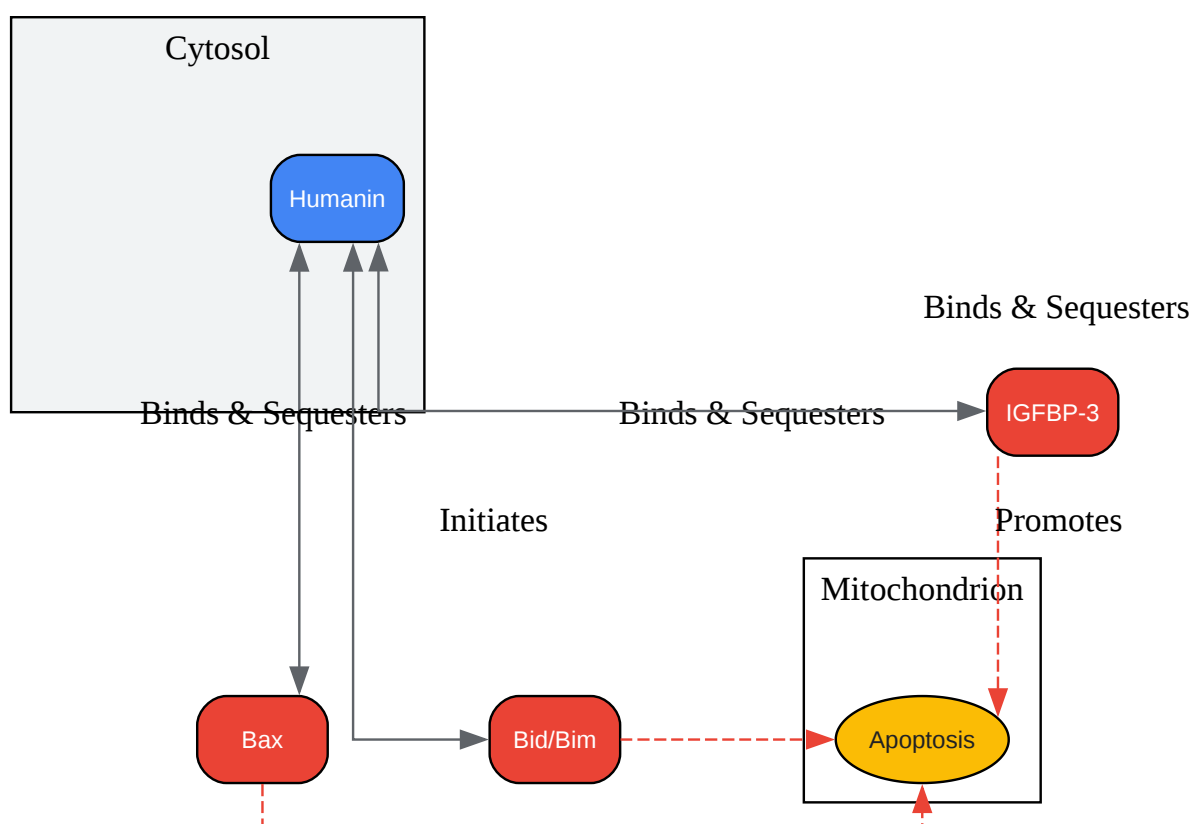 Cytosol
Humanin
Binds & Sequesters
Binds & Sequesters
Binds & Sequesters
IGFBP-3
Initiates
Promotes
Mitochondrion
Bax
Bid/Bim
Apoptosis